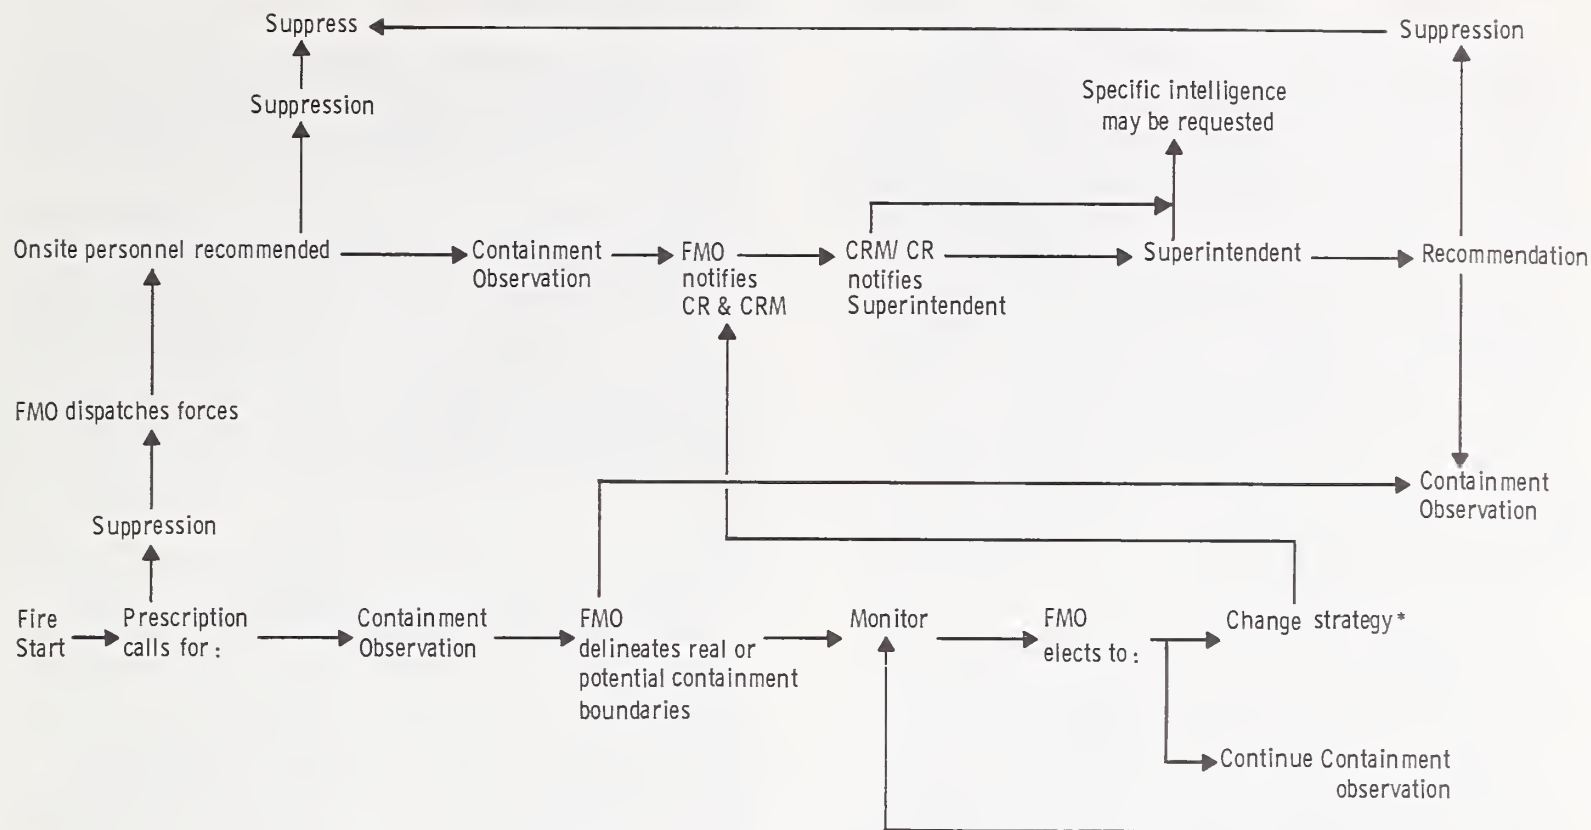 Suppress
Suppression
Suppression
Specific intelligence
may be requested
Onsite personnel recommended
Containment
Observation
FMO
notifies
CR & CRM
CRM/ CR
notifies
Superintendent
Superintendent
Recommendation
FMO dispatches forces
Containment
Observation
Suppression
Fire
Start
Prescription
calls for :
Containment
Observation
FMO
delineates real or
potential containment
boundaries
Monitor
FMO
elects to :
Change strategy*
Continue Containment
observation